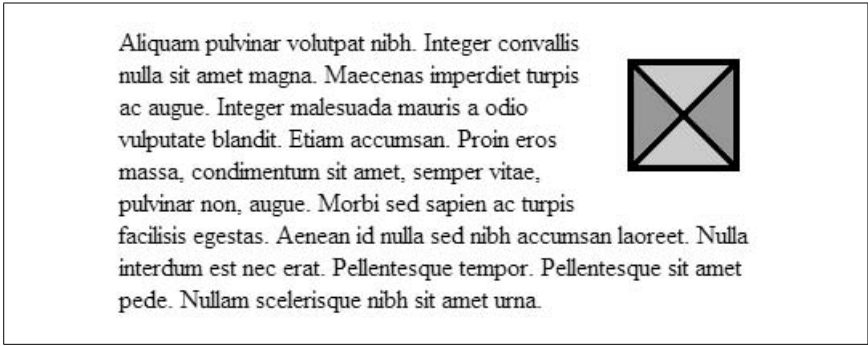 Aliquam pulvinar volutpat nibh. Integer convallis
nulla sit amet magna. Maecenas imperdiet turpis
ac augue. Integer malesuada mauris a odio
vulputate blandit. Etiam accumsan. Proin eros
massa, condimentum sit amet, semper vitae,
pulvinar non, augue. Morbi sed sapien ac turpis
facilisis egestas. Aenean id nulla sed nibh accumsan laoreet. Nulla
interdum est nec erat. Pellentesque tempor. Pellentesque sit amet
pede. Nullam scelerisque nibh sit amet urna.